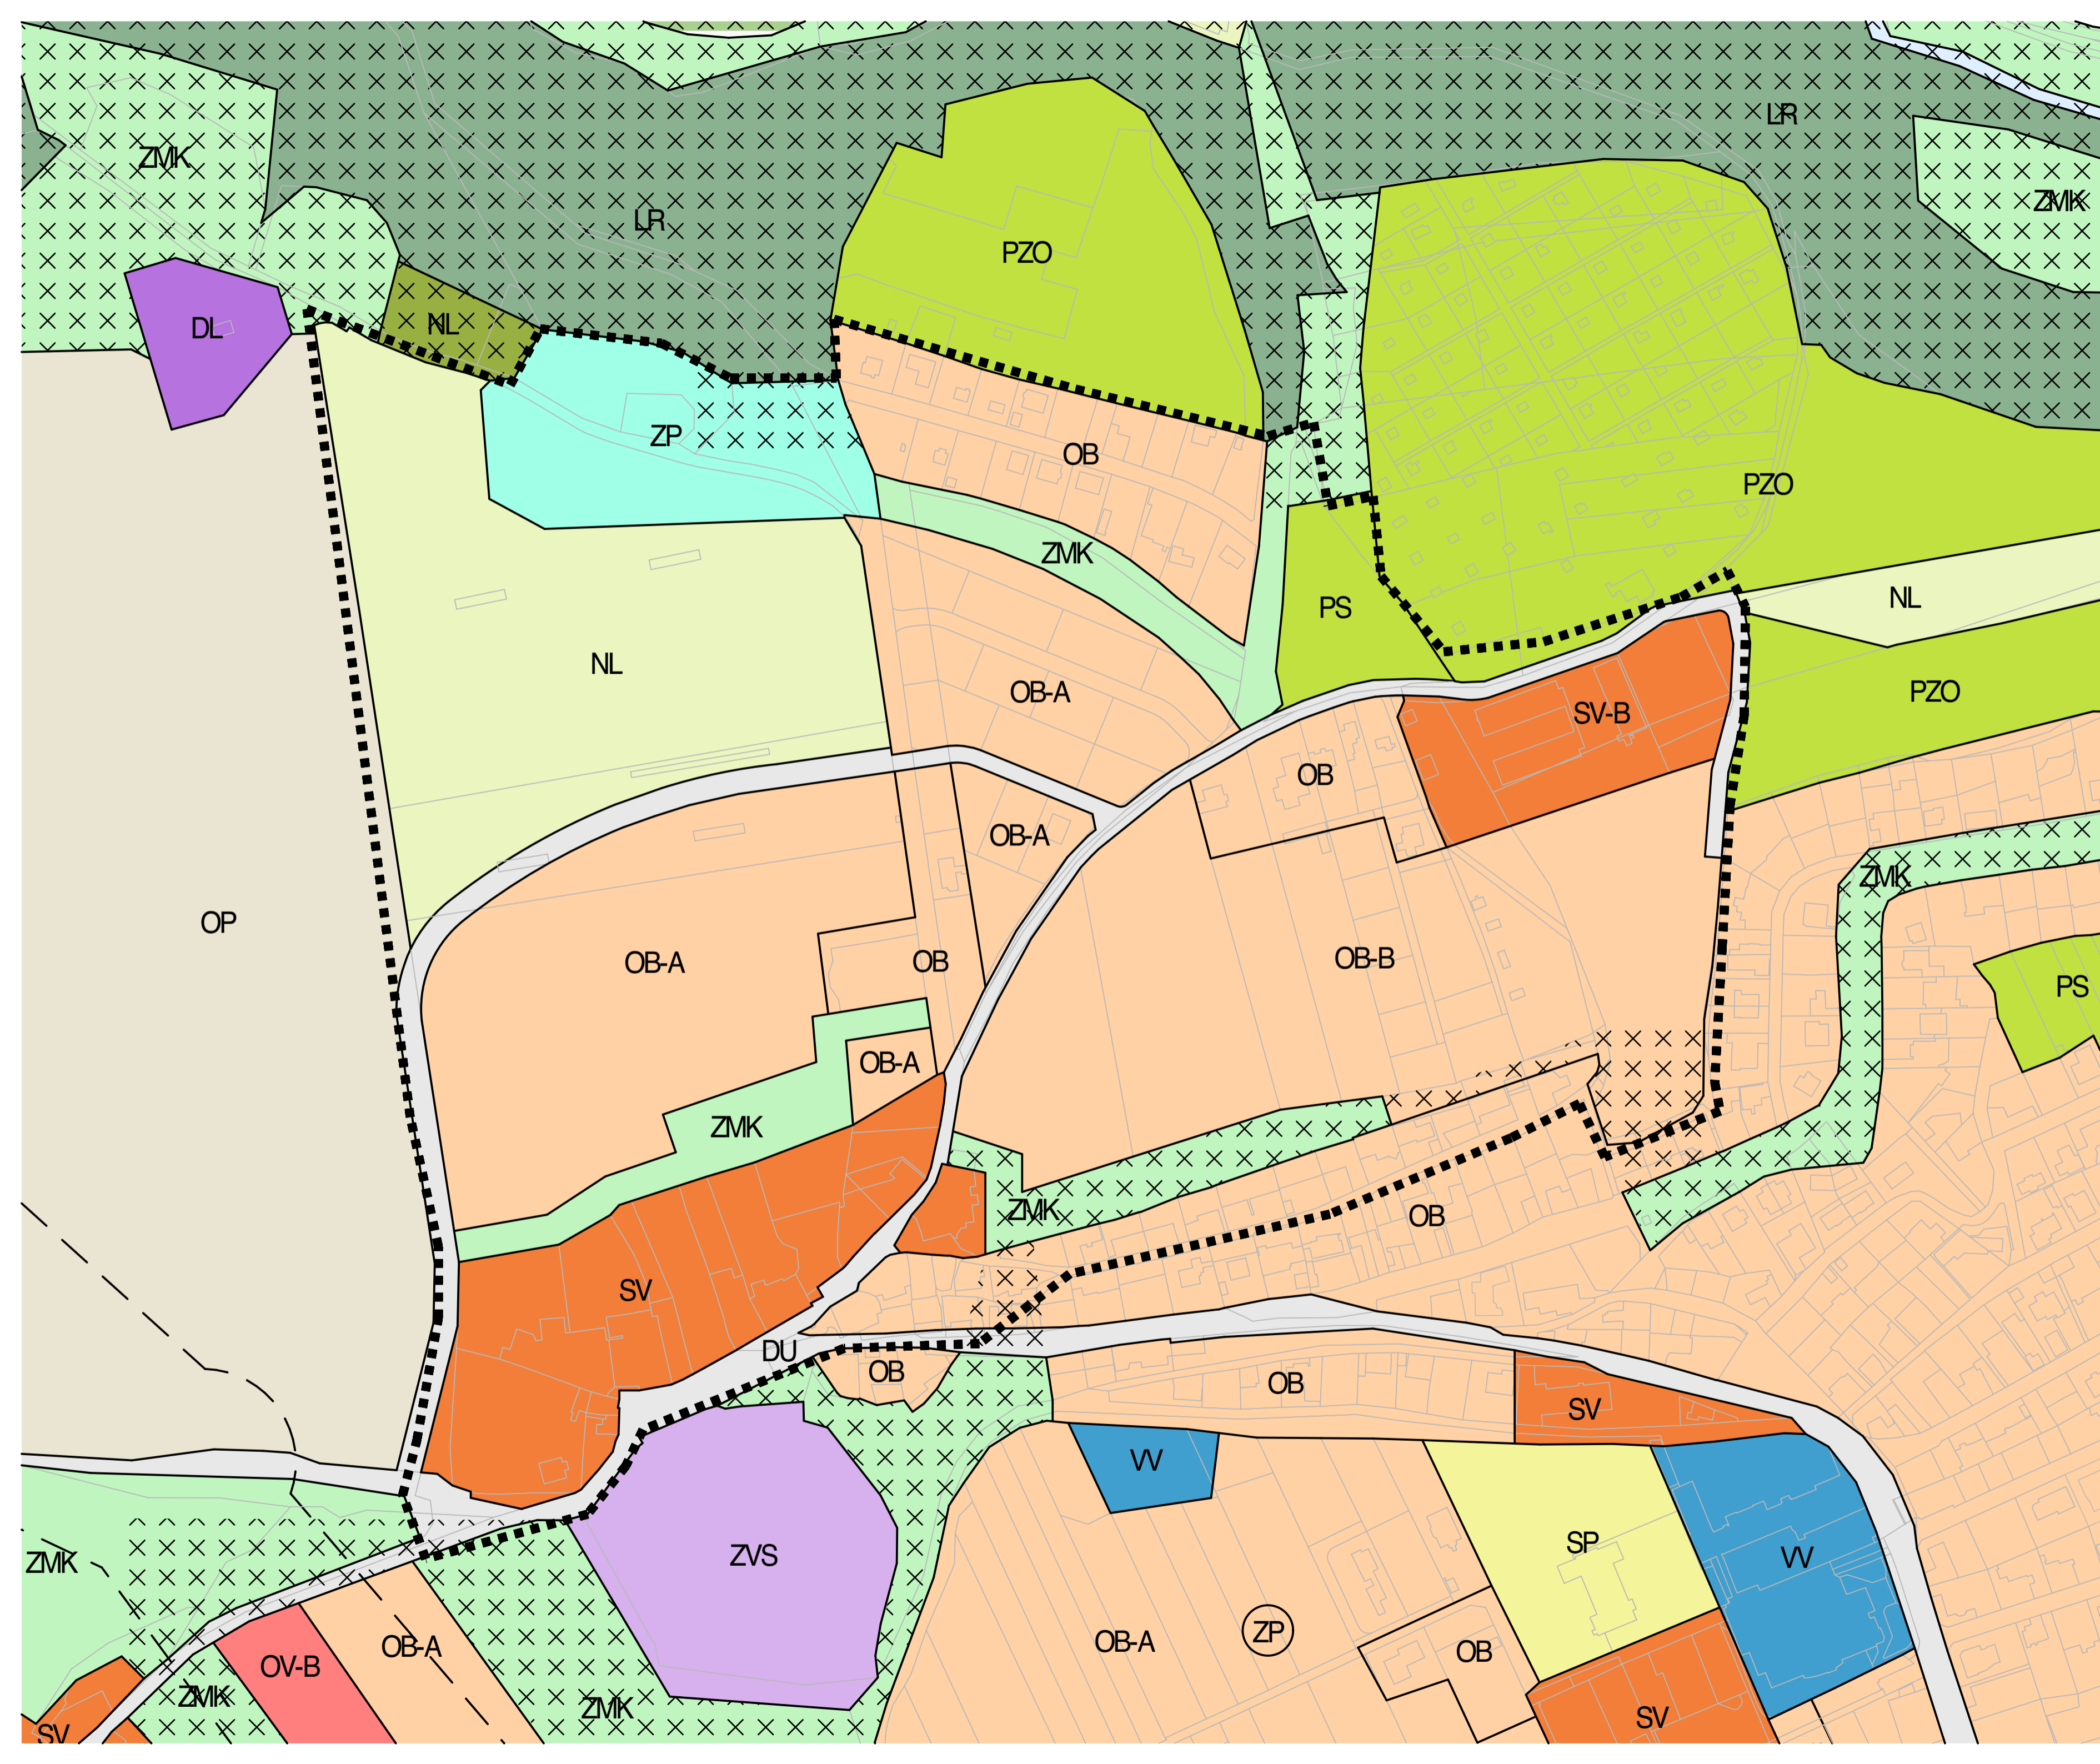 LR
ZMK
ZMK
LR
PZO
DL
NL
ZP
OB
PZO
ZMK
NL
PS
NL
OB-A
PZO
SV-B
OB
OB-A
ZMK
OP
OB-A
OB
OB-B
PS
OB-A
ZMK
ZMK
OB
SV
DU
OB
OB
SV
VV
SP
ZVS
VV
ZMK
ZP
OB-A
OB-A
OB
OV-B
ZMK
ZMK
SV
SV